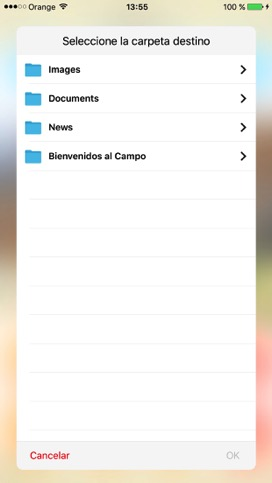 Orange 13:55 100 %
Seleccione la carpeta destino
Images
Documents
News
Bienvenidos al Campo
Cancelar OK